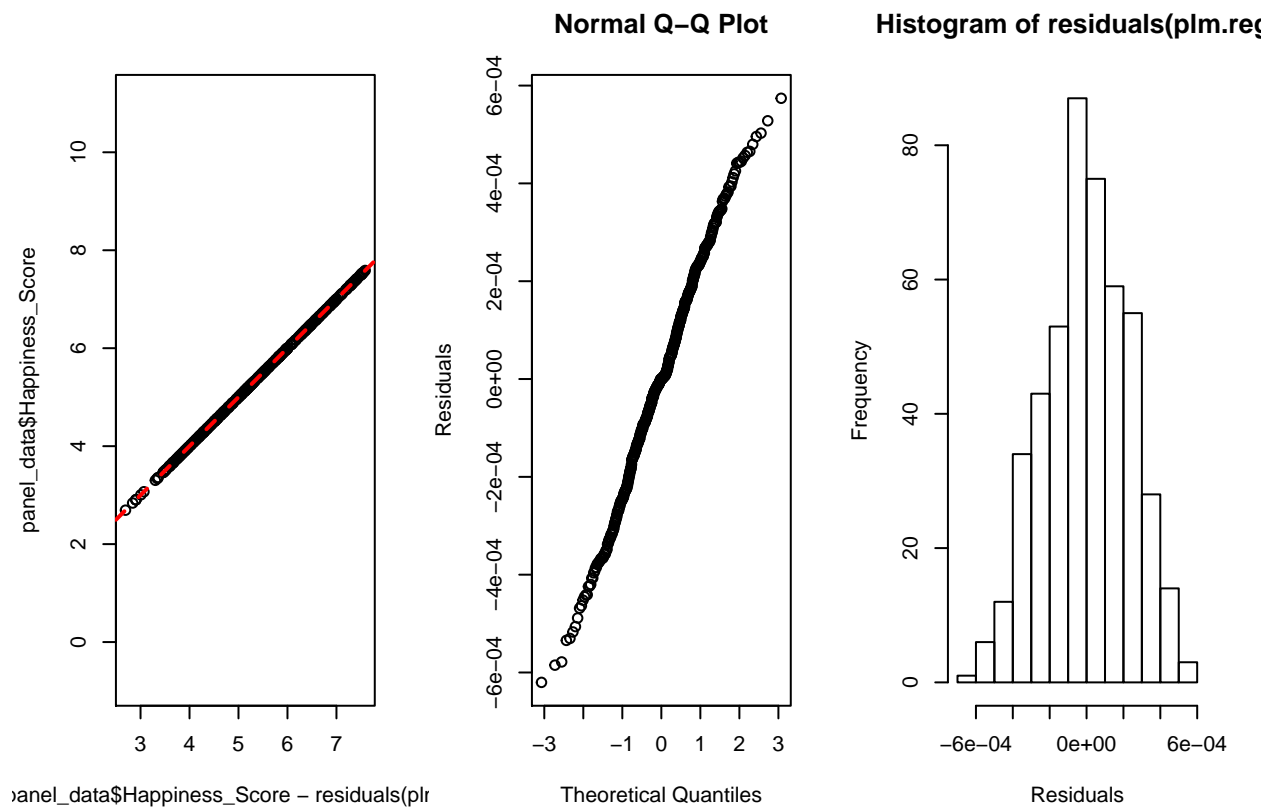 Normal Q−Q Plot
Histogram of residuals(plm.reg
panel_data$Happiness_Score
0
2
4
6
8
10
3 4 5 6 7
panel_data$Happiness_Score − residuals(plr
Residuals
−6e−04
−4e−04
−2e−04
0e+00
2e−04
4e−04
6e−04
−3 −1 0 1 2 3
Theoretical Quantiles
Frequency
0
20
40
60
80
−6e−04 0e+00 6e−04
Residuals